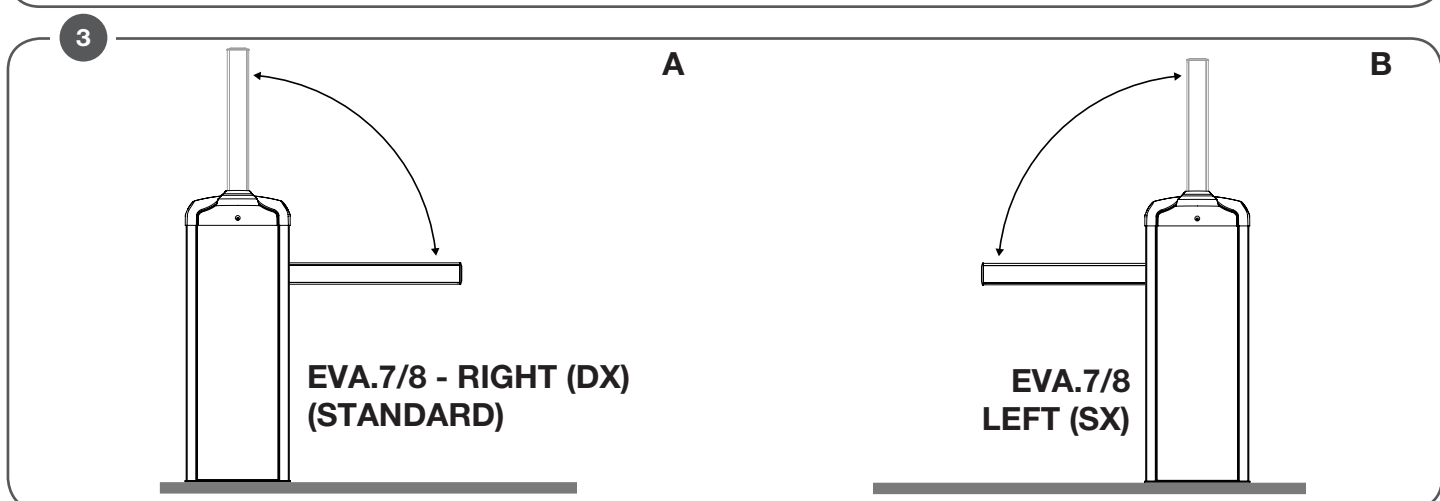 3
A
B
EVA.7/8 - RIGHT (DX)
(STANDARD)
EVA.7/8
LEFT (SX)